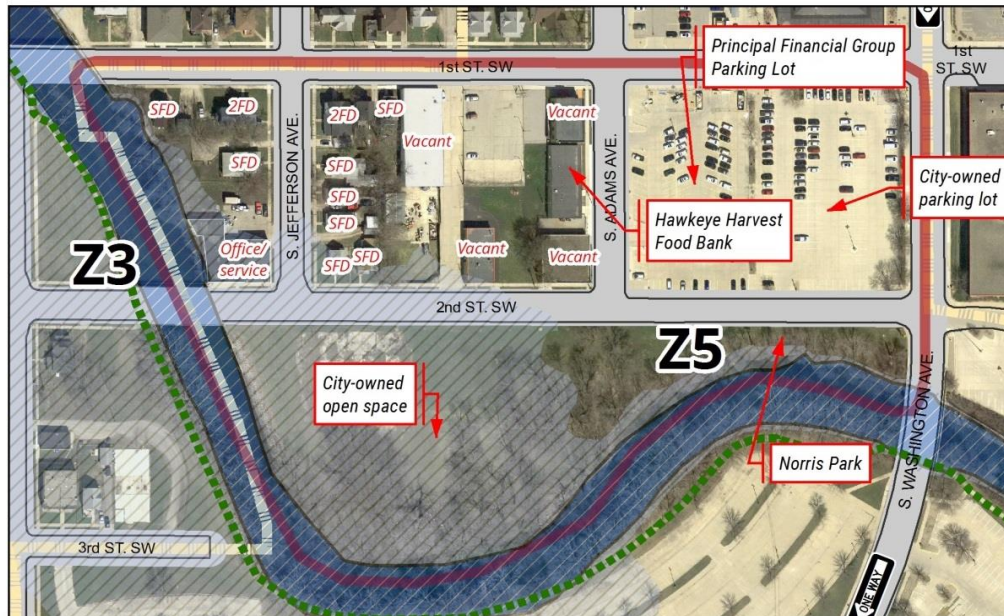 Principal Financial Group
Parking Lot
1st ST. SW
1st
ST. SW
SFD
2FD
2FD
SFD
Vacant
Vacant
SFD
SFD
SFD
SFD
SFD
SFD
Office/
service
S. JEFFERSON AVE.
S. ADAMS AVE.
City-owned
parking lot
Hawkeye Harvest
Food Bank
Vacant
Vacant
Z3
2nd ST. SW
Z5
City-owned
open space
Norris Park
S. WASHINGTON AVE.
3rd ST. SW
ONE WAY